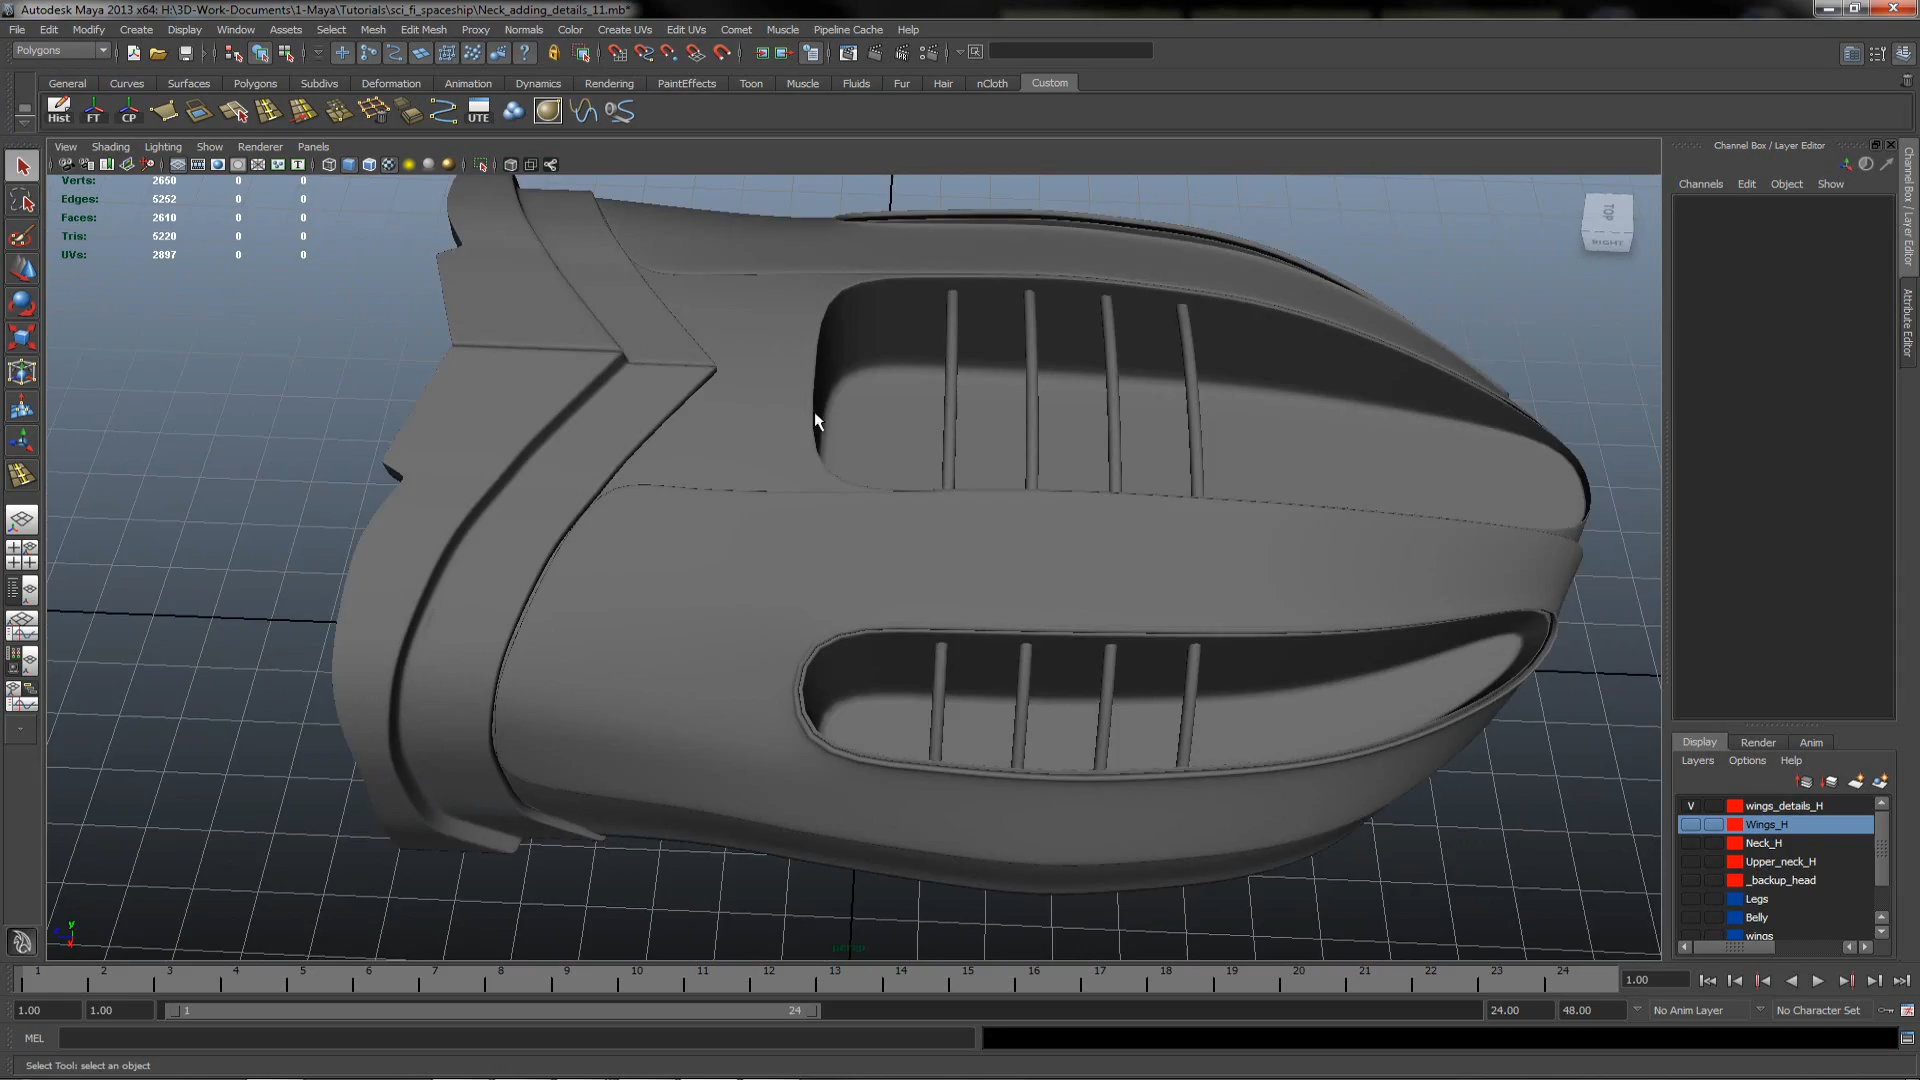 Autodesk Maya 2013 x64: H:\3D-Work-Documents\1-Maya\Tutorials\sci_fi_spaceship\Neck_adding_details_11.mb*
File Edit Modify Create Display Window Assets Select Mesh Edit Mesh Proxy Normals Color Create UVs Edit UVs Comet Muscle Pipeline Cache Help
Polygons
General Curves Surfaces Polygons Subdivs Deformation Animation Dynamics Rendering PaintEffects Toon Muscle Fluids Fur Hair nCloth Custom
Hist FT CP UTE
View Shading Lighting Show Renderer Panels
Verts: 2650 0 0
Edges: 5252 0 0
Faces: 2610 0 0
Tris: 5220 0 0
UVs: 2897 0 0
TOP
RIGHT
Channel Box / Layer Editor
Channels Edit Object Show
Channel Box / Layer Editor
Attribute Editor
Display Render Anim
Layers Options Help
V wings_details_H
Wings_H
Neck_H
Upper_neck_H
_backup_head
Legs
Belly
wings
y
x
1 2 3 4 5 6 7 8 9 10 11 12 13 14 15 16 17 18 19 20 21 22 23 24 1.00
1.00 1.00 1 24 24.00 48.00 No Anim Layer No Character Set
MEL
Select Tool: select an object